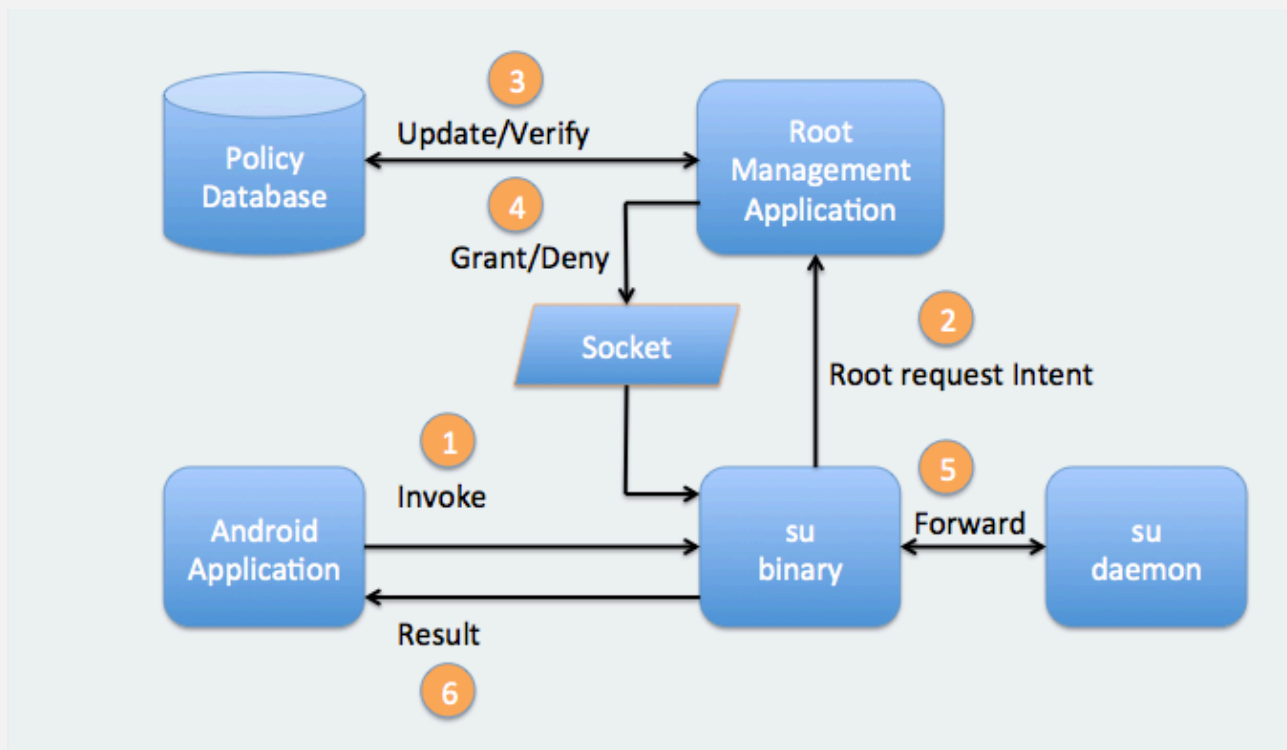 3
Update/Verify
Policy
Database
Root
Management
Application
4
Grant/Deny
Socket
2
Root request Intent
1
Invoke
5
Forward
Android
Application
su
binary
su
daemon
Result
6